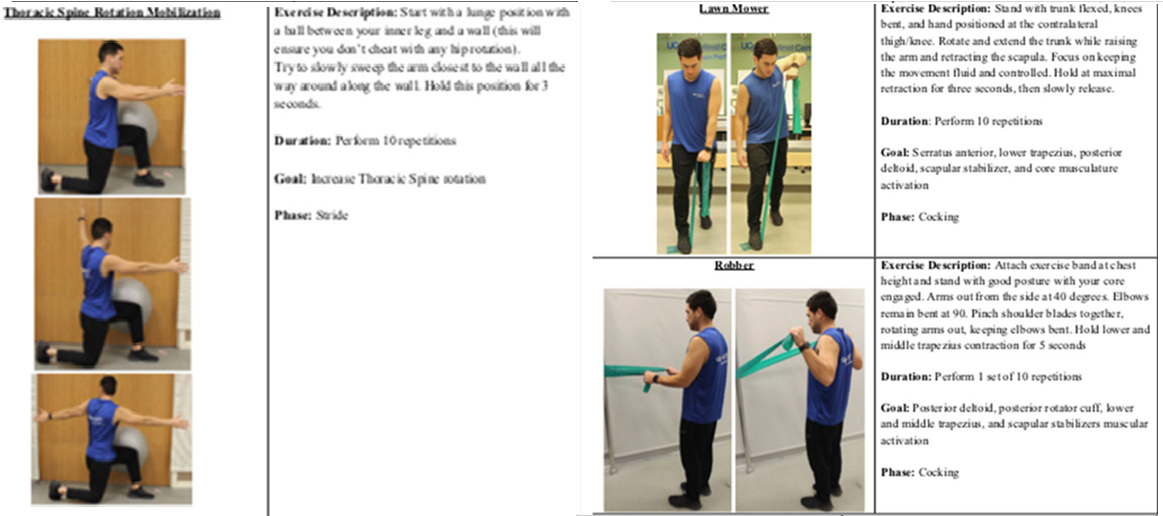 Thoracic Spine Rotation Mobilization
Exercise Description: Start with a lunge position with
a ball between your inner leg and a wall (this will
ensure you don't cheat with any hip rotation).
Try to slowly sweep the arm closest to the wall all the
way around along the wall. Hold this position for 3
seconds.
Duration: Perform 10 repetitions
Goal: Increase Thoracic Spine rotation
Phase: Stride
Lawn Mower
Exercise Description: Stand with trunk flexed, knees
bent, and hand positioned at the contralateral
thigh/knee. Rotate and extend the trunk while raising
the arm and retracting the scapula. Focus on keeping
the movement fluid and controlled. Hold at maximal
retraction for three seconds, then slowly release.
Duration: Perform 10 repetitions
Goal: Serratus anterior, lower trapezius, posterior
deltoid, scapular stabilizer, and core musculature
activation
Phase: Cocking
Robber
Exercise Description: Attach exercise band at chest
height and stand with good posture with your core
engaged. Arms out from the side at 40 degrees. Elbows
remain bent at 90. Pinch shoulder blades together,
rotating arms out, keeping elbows bent. Hold lower and
middle trapezius contraction for 5 seconds
Duration: Perform 1 set of 10 repetitions
Goal: Posterior deltoid, posterior rotator cuff, lower
and middle trapezius, and scapular stabilizers muscular
activation
Phase: Cocking